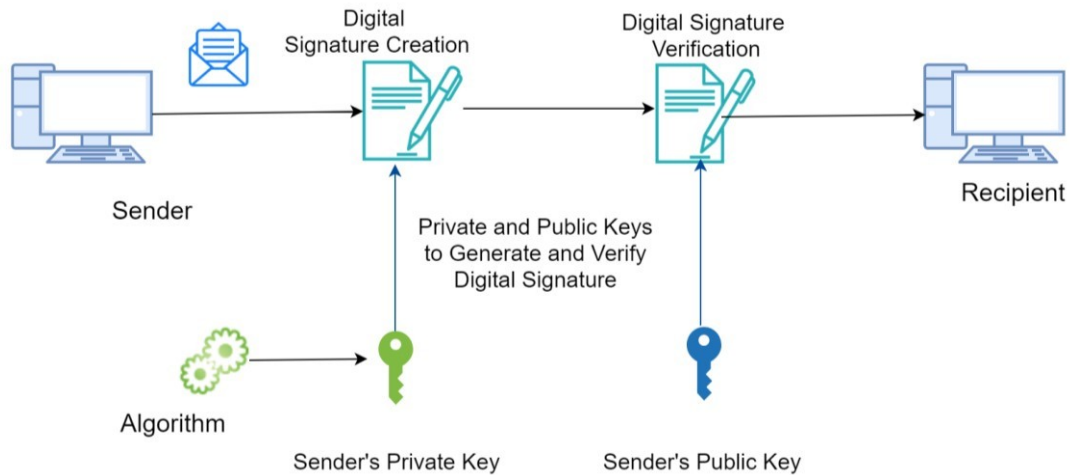 Digital
Signature Creation
Digital Signature
Verification
Sender
Recipient
Private and Public Keys
to Generate and Verify
Digital Signature
Algorithm
Sender's Private Key
Sender's Public Key